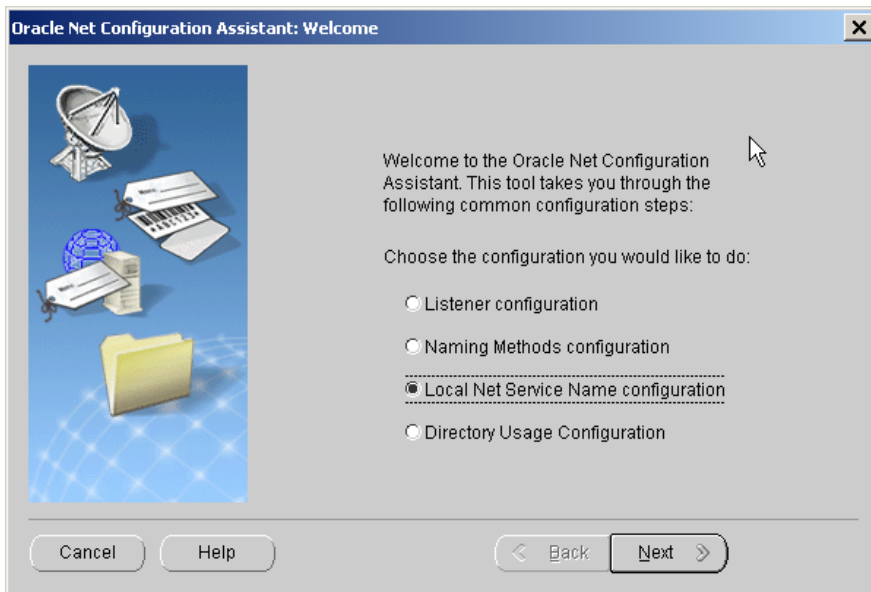 Oracle Net Configuration Assistant: Welcome
Welcome to the Oracle Net Configuration
Assistant. This tool takes you through the
following common configuration steps:
Choose the configuration you would like to do:
Listener configuration
Naming Methods configuration
Local Net Service Name configuration
Directory Usage Configuration
Cancel
Help
Back
Next